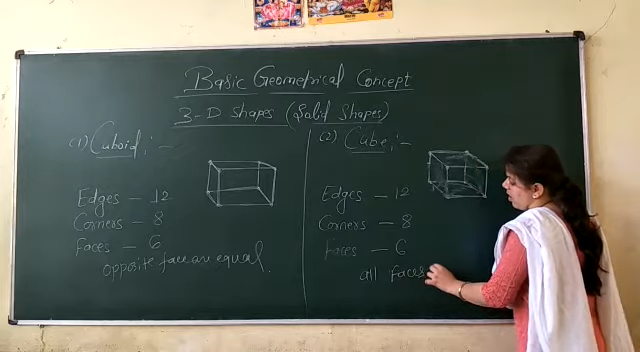 Basic Geometrical Concept
3-D Shapes (Solid Shapes)
(1) Cuboid :-
Edges - 12
Corners - 8
Faces - 6
opposite face are equal.
(2) Cube :-
Edges - 12
Corners - 8
Faces - 6
all faces